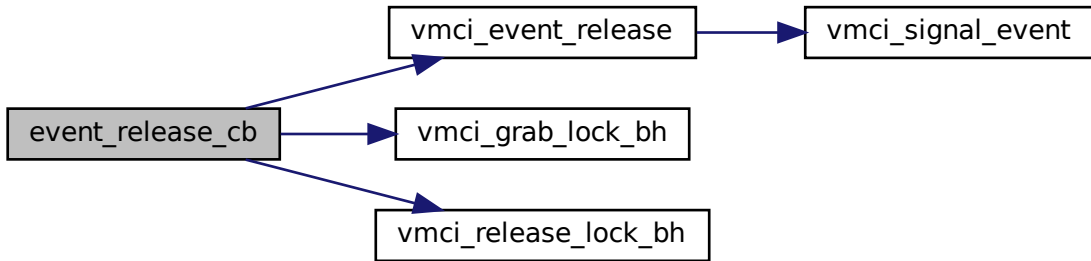 vmci_event_release
vmci_signal_event
event_release_cb
vmci_grab_lock_bh
vmci_release_lock_bh